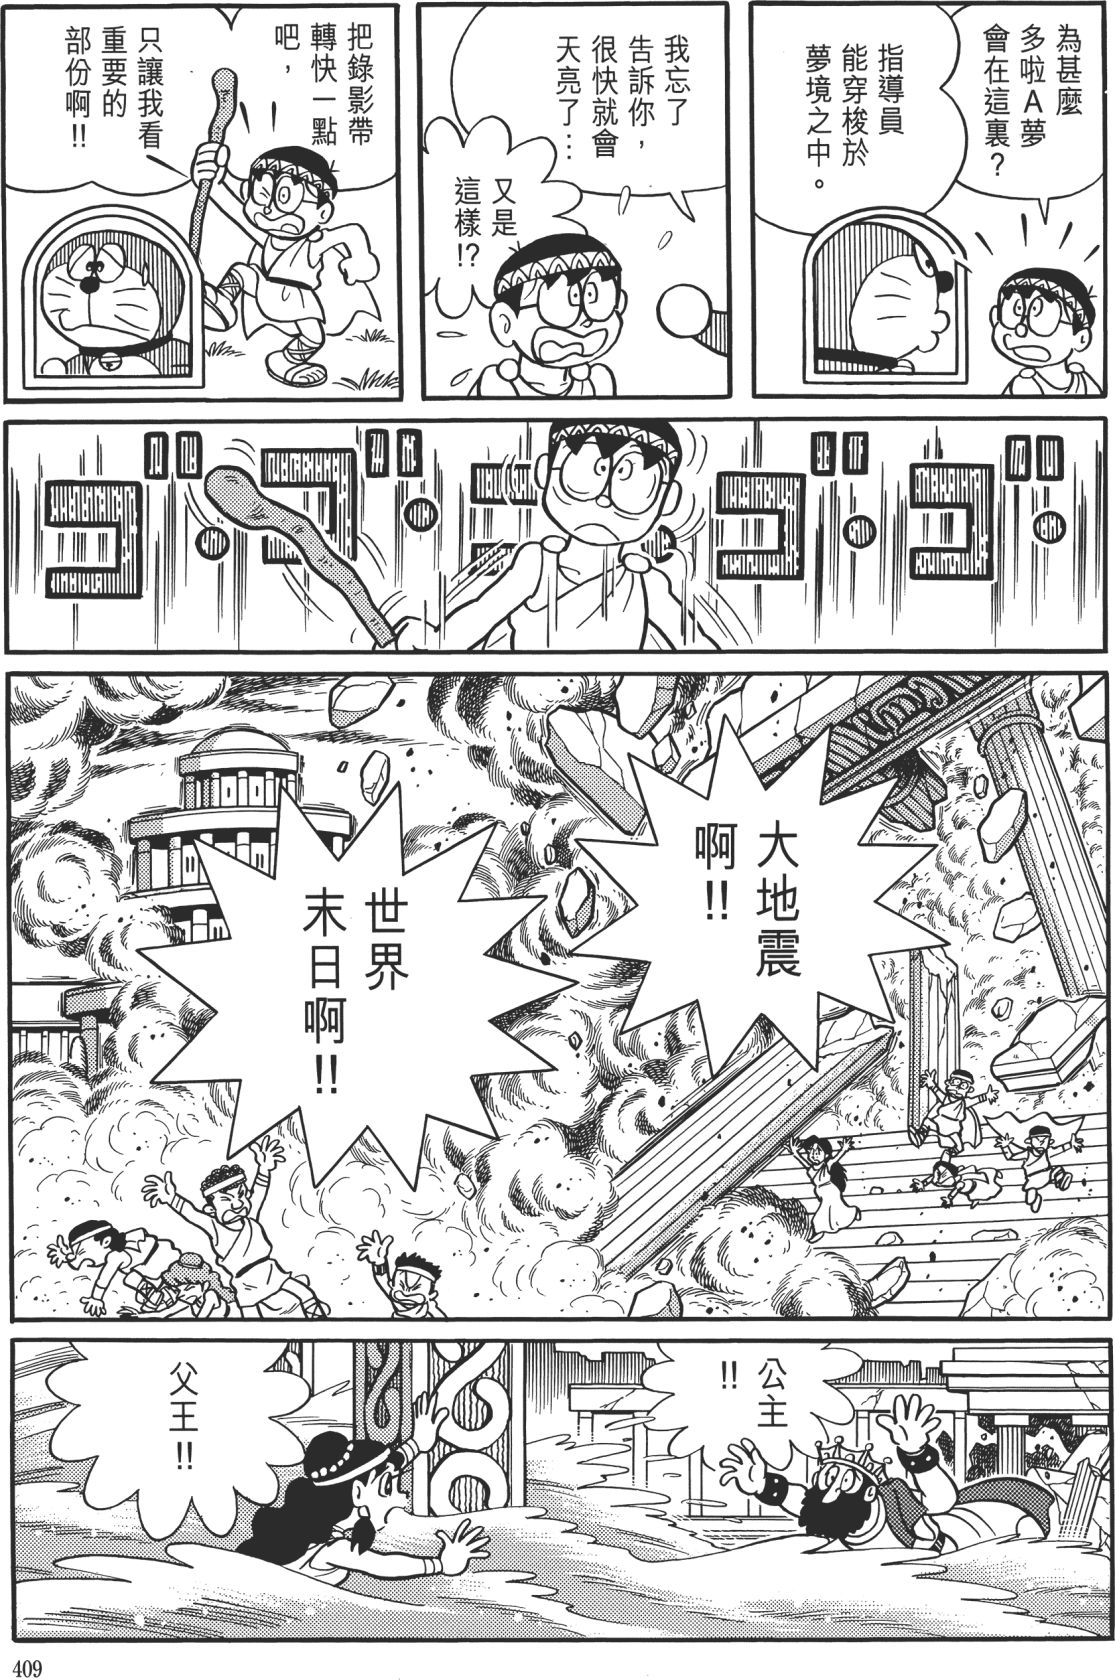 為甚麼
多啦A夢
會在這裏？
指導員
能穿梭於
夢境之中。
我忘了
告訴你，
很快就會
天亮了…
又是
這樣!?
把錄影帶
轉快一點
吧，
只讓我看
重要的
部份啊!!
ゴ・ゴ・ゴ・ゴ・ゴ・
大地震
啊!!
世界
末日啊!!
公主
!!
父王!!
409